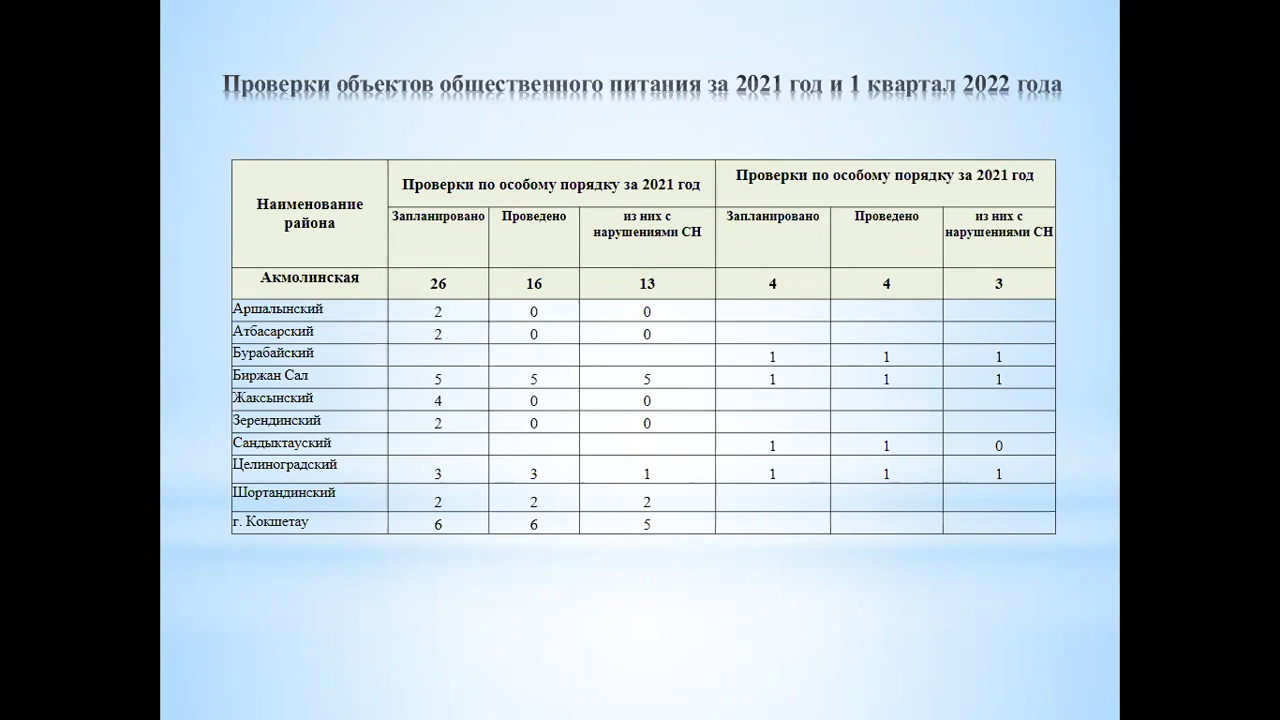 Проверки объектов общественного питания за 2021 год и 1 квартал 2022 года
Наименование района Проверки по особому порядку за 2021 год Проверки по особому порядку за 2021 год
Запланировано Проведено из них с нарушениями СН Запланировано Проведено из них с нарушениями СН
Акмолинская 26 16 13 4 4 3
Аршалынский 2 0 0
Атбасарский 2 0 0
Бурабайский 1 1 1
Биржан Сал 5 5 5 1 1 1
Жаксынский 4 0 0
Зерендинский 2 0 0
Сандыктауский 1 1 0
Целиноградский 3 3 1 1 1 1
Шортандинский 2 2 2
г. Кокшетау 6 6 5